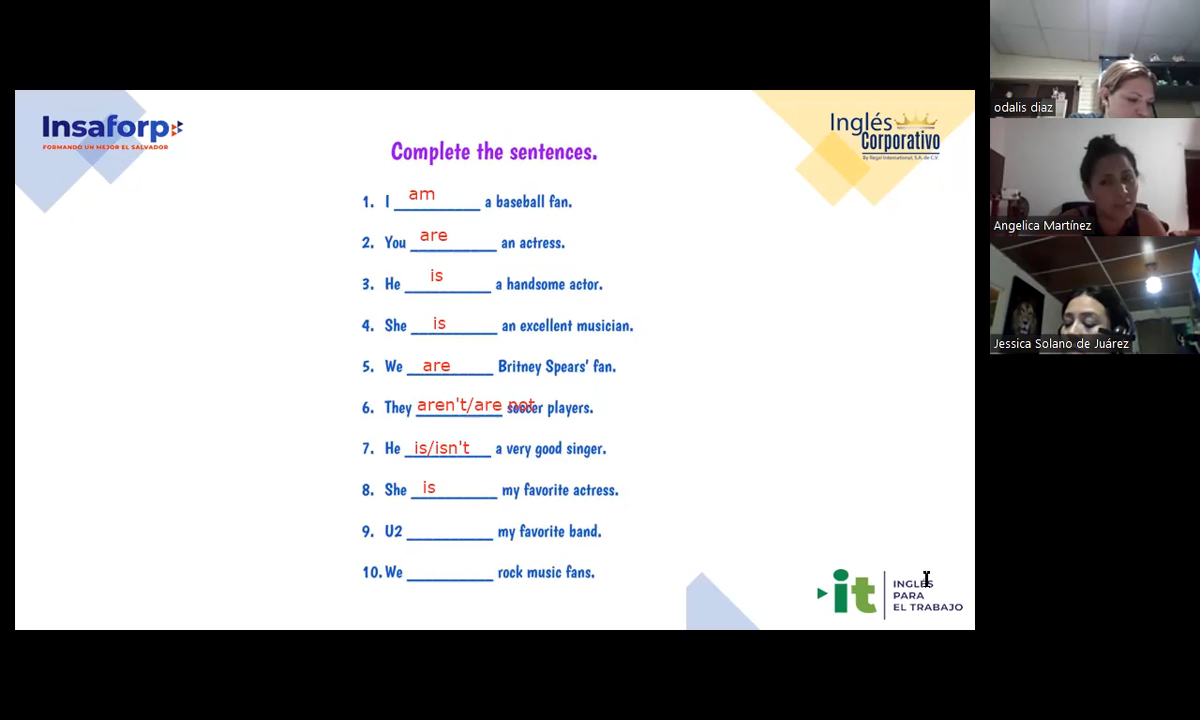 Insaforp
FORMANDO UN MEJOR EL SALVADOR
Inglés
Corporativo
By Regal International, S.A. de C.V.
Complete the sentences.
1. I am a baseball fan.
2. You are an actress.
3. He is a handsome actor.
4. She is an excellent musician.
5. We are Britney Spears' fan.
6. They aren't/are not soccer players.
7. He is/isn't a very good singer.
8. She is my favorite actress.
9. U2 __________ my favorite band.
10. We __________ rock music fans.
it
INGLÉS
PARA
EL TRABAJO
odalis diaz
Angelica Martínez
Jessica Solano de Juárez